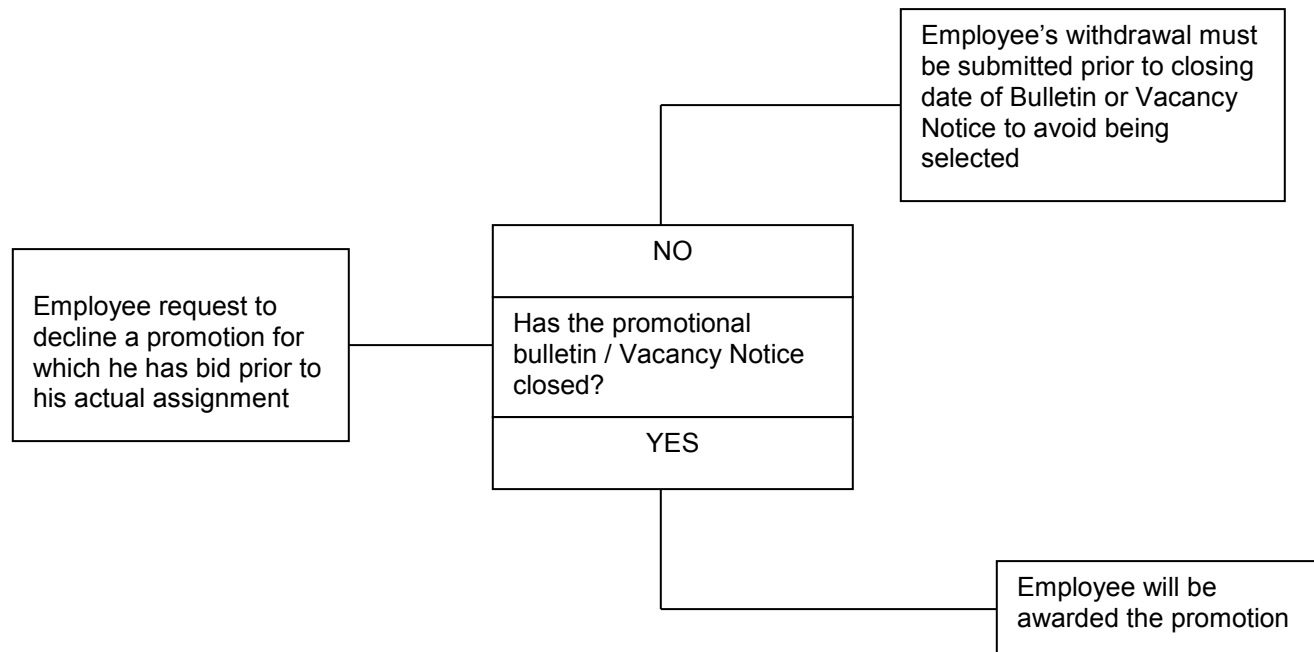 Employee’s withdrawal must
be submitted prior to closing
date of Bulletin or Vacancy
Notice to avoid being
selected
NO
Employee request to
decline a promotion for
which he has bid prior to
his actual assignment
Has the promotional
bulletin / Vacancy Notice
closed?
YES
Employee will be
awarded the promotion